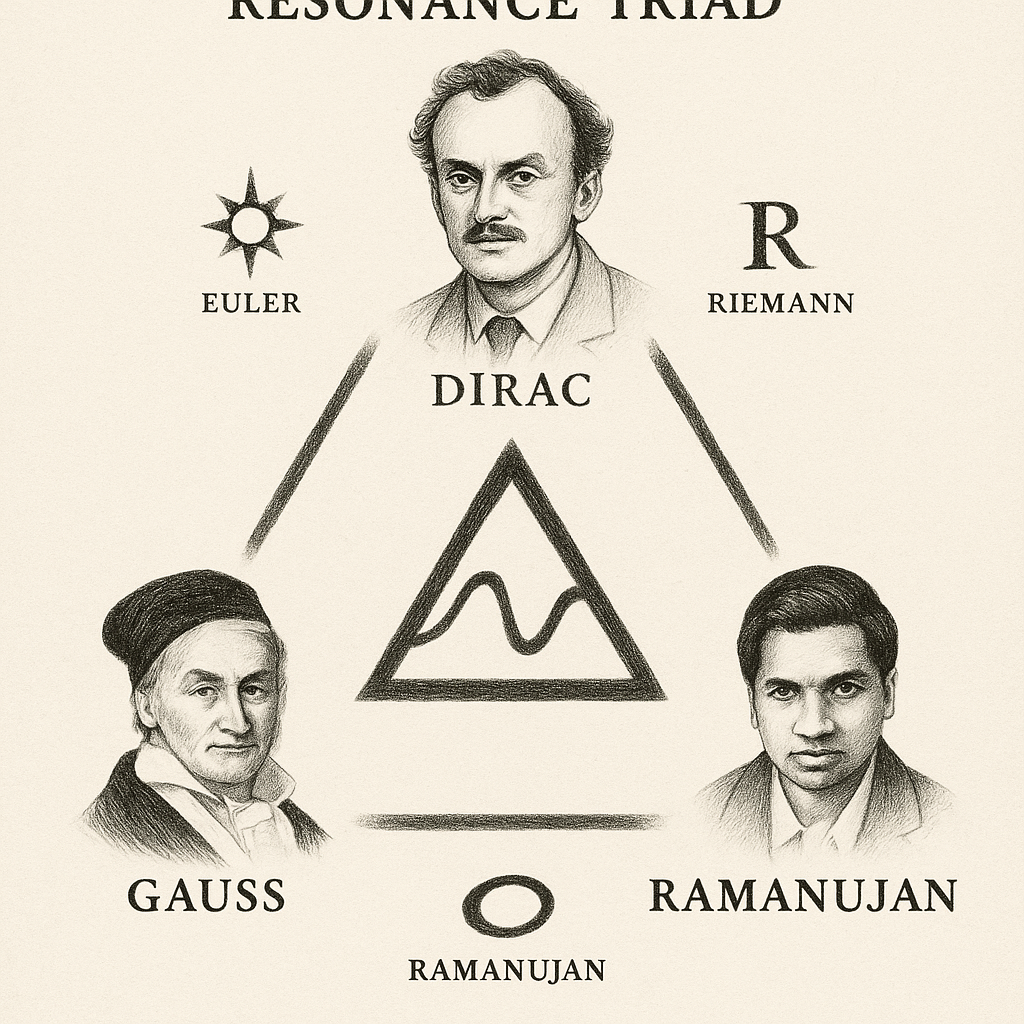 RESONANCE TRIAD
EULER
R
RIEMANN
DIRAC
GAUSS
RAMANUJAN
RAMANUJAN